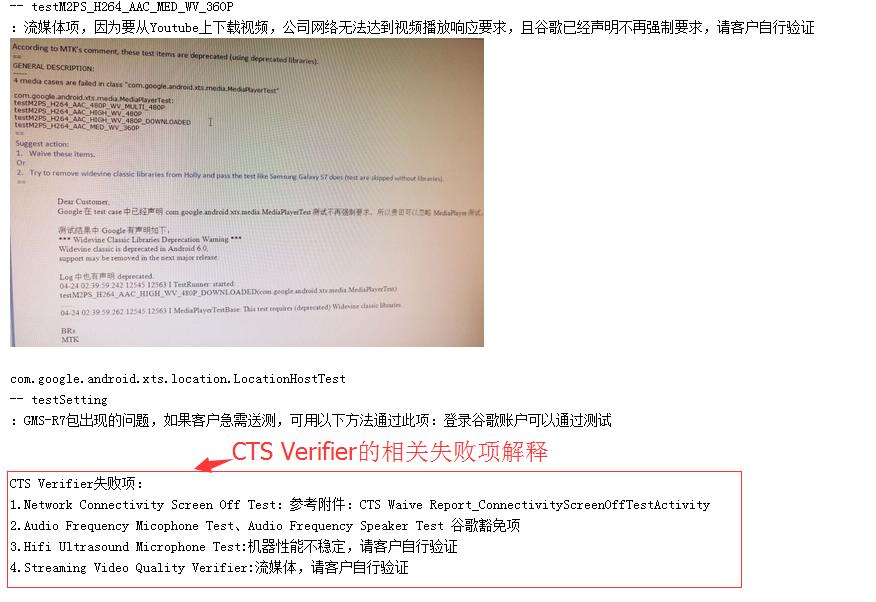 -- testM2PS_H264_AAC_MED_WV_360P
: 流媒体项，因为要从Youtube上下载视频，公司网络无法达到视频播放响应要求，且谷歌已经声明不再强制要求，请客户自行验证
According to MTK's comment, these test items are deprecated (using deprecated libraries).
==
GENERAL DESCRIPTION:
-----
4 media cases are failed in class "com.google.android.xts.media.MediaPlayerTest"
com.google.android.xts.media.MediaPlayerTest:
testM2PS_H264_AAC_480P_WV_MULTI_480P
testM2PS_H264_AAC_HIGH_WV_480P
testM2PS_H264_AAC_HIGH_WV_480P_DOWNLOADED
testM2PS_H264_AAC_MED_WV_360P
==
Suggest action:
1. Waive these items.
Or
2. Try to remove widevine classic libraries from Holly and pass the test like Samsung Galaxy S7 does (test are skipped without libraries).
==
Dear Customer,
Google 在 test case 中已经声明 com.google.android.xts.media.MediaPlayerTest 测试不再强制要求，所以贵司可以忽略 MediaPlayer 测试.
测试结果中 Google 有声明如下，
*** Widevine Classic Libraries Deprecation Warning ***
Widevine classic is deprecated in Android 6.0,
support may be removed in the next major release.
Log 中也有声明 deprecated.
04-24 02:39:59.242 12545 12563 I TestRunner: started:
testM2PS_H264_AAC_HIGH_WV_480P_DOWNLOADED(com.google.android.xts.media.MediaPlayerTest)
04-24 02:39:59.262 12545 12563 I MediaPlayerTestBase: This test requires (deprecated) Widevine classic libraries.
BRs
MTK
com.google.android.xts.location.LocationHostTest
-- testSetting
: GMS-R7包出现的问题，如果客户急需送测，可用以下方法通过此项：登录谷歌账户可以通过测试
CTS Verifier的相关失败项解释
CTS Verifier失败项：
1.Network Connectivity Screen Off Test：参考附件：CTS Waive Report_ConnectivityScreenOffTestActivity
2.Audio Frequency Micophone Test、Audio Frequency Speaker Test 谷歌豁免项
3.Hifi Ultrasound Microphone Test:机器性能不稳定，请客户自行验证
4.Streaming Video Quality Verifier:流媒体，请客户自行验证